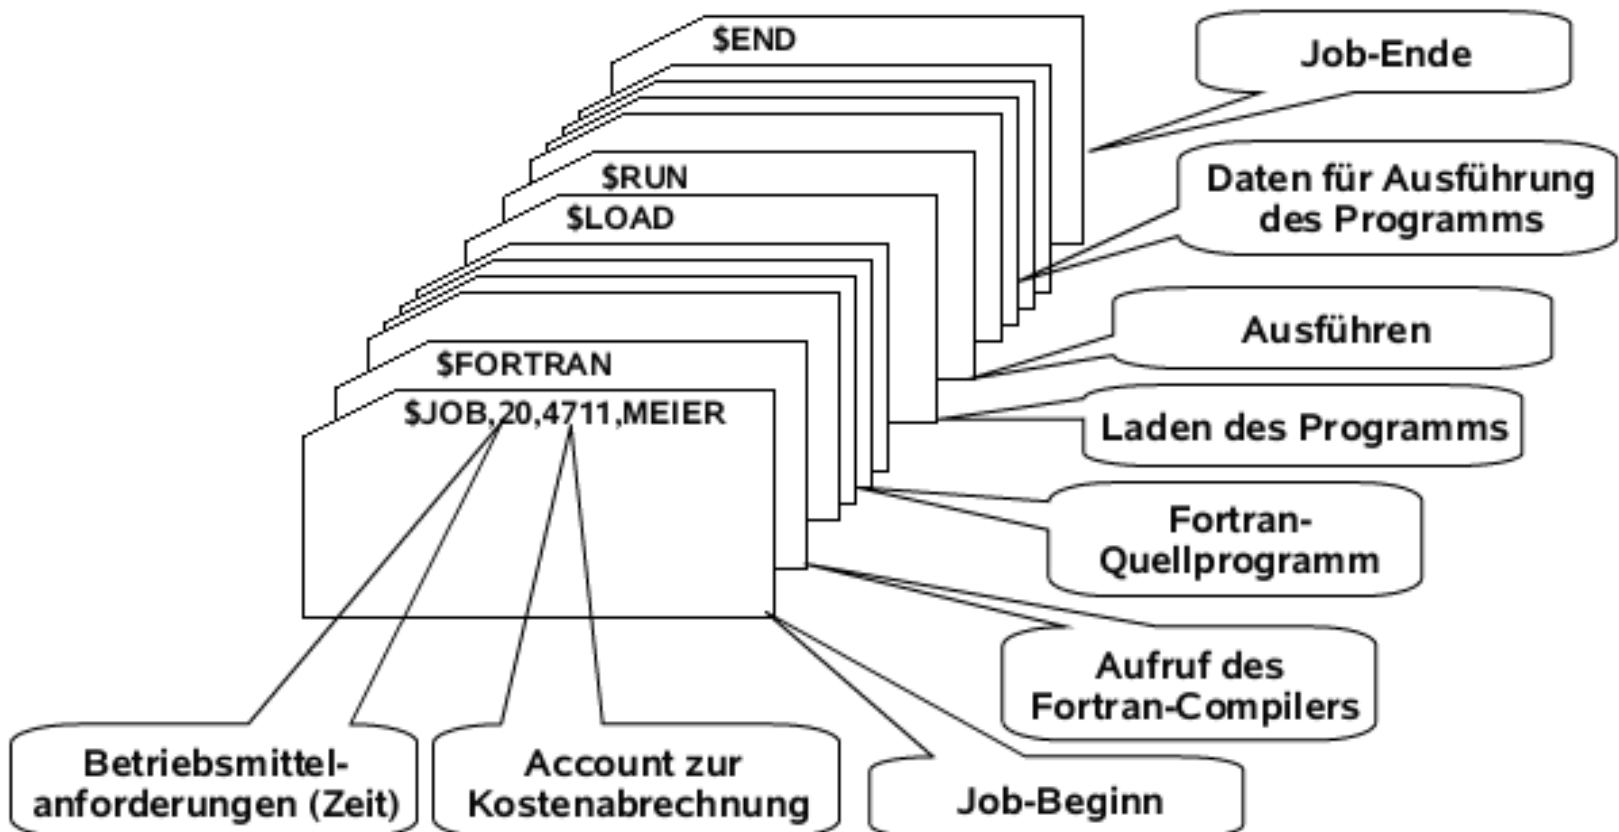 $END
Job-Ende
Daten für Ausführung
des Programms
$RUN
$LOAD
Ausführen
$FORTRAN
$JOB,20,4711,MEIER
Laden des Programms
Fortran-
Quellprogramm
Aufruf des
Fortran-Compilers
Betriebsmittel-
anforderungen (Zeit)
Account zur
Kostenabrechnung
Job-Beginn